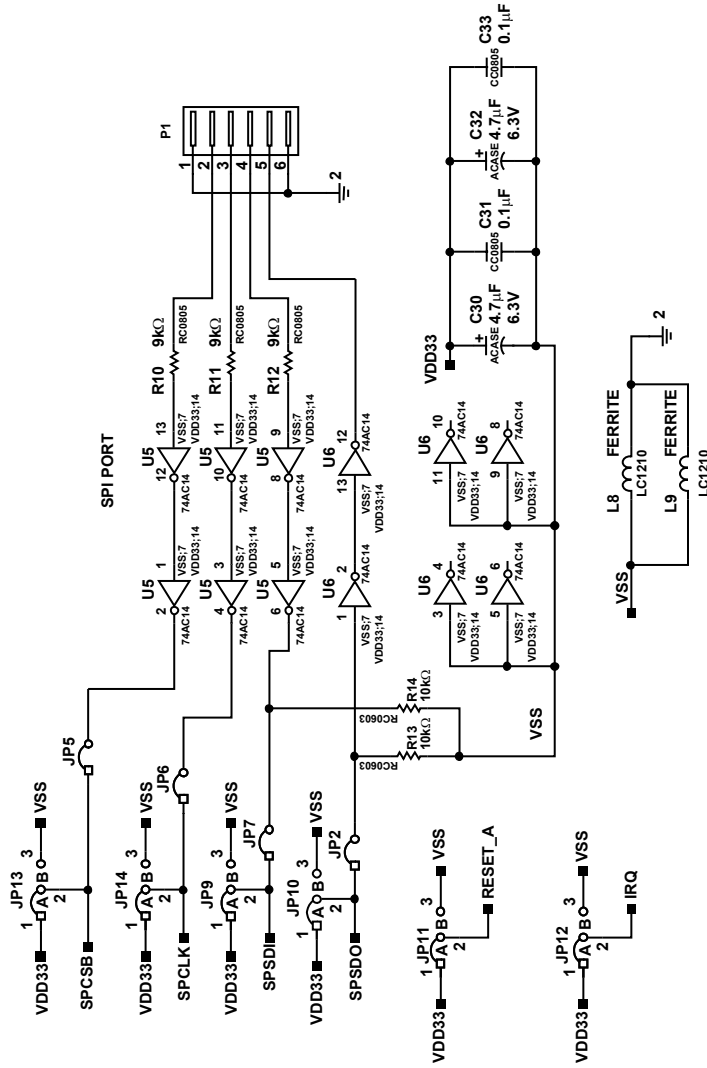 SPI PORT
VDD33
JP13
1
A
B
3
VSS
2
SPCSB
JP5
U5
2
1
74AC14
VSS;7
VDD33;14
U5
12
13
74AC14
VSS;7
VDD33;14
R10
9kΩ
RC0805
VDD33
JP14
1
A
B
3
VSS
2
SPCLK
JP6
U5
4
3
74AC14
VSS;7
VDD33;14
U5
10
11
74AC14
VSS;7
VDD33;14
R11
9kΩ
RC0805
VDD33
JP9
1
A
B
3
VSS
2
SPSDI
JP7
U5
6
5
74AC14
VSS;7
VDD33;14
U5
8
9
74AC14
VSS;7
VDD33;14
R12
9kΩ
RC0805
VDD33
JP10
1
A
B
3
VSS
2
SPSDO
JP2
U6
1
2
74AC14
VSS;7
VDD33;14
U6
13
12
74AC14
VSS;7
VDD33;14
P1
1
2
3
4
5
6
2
RC0603
R13
10kΩ
RC0603
R14
10kΩ
VSS
U6
3
4
74AC14
VSS;7
VDD33;14
U6
5
6
74AC14
VSS;7
VDD33;14
U6
11
10
74AC14
VSS;7
VDD33;14
U6
9
8
74AC14
VSS;7
VDD33;14
VDD33
C30
+
4.7µF
ACASE
6.3V
C31
0.1µF
CC0805
C32
+
4.7µF
ACASE
6.3V
C33
0.1µF
CC0805
VDD33
JP11
1
A
B
3
VSS
2
RESET_A
VDD33
JP12
1
A
B
3
VSS
2
IRQ
VSS
L8
FERRITE
LC1210
L9
FERRITE
LC1210
2